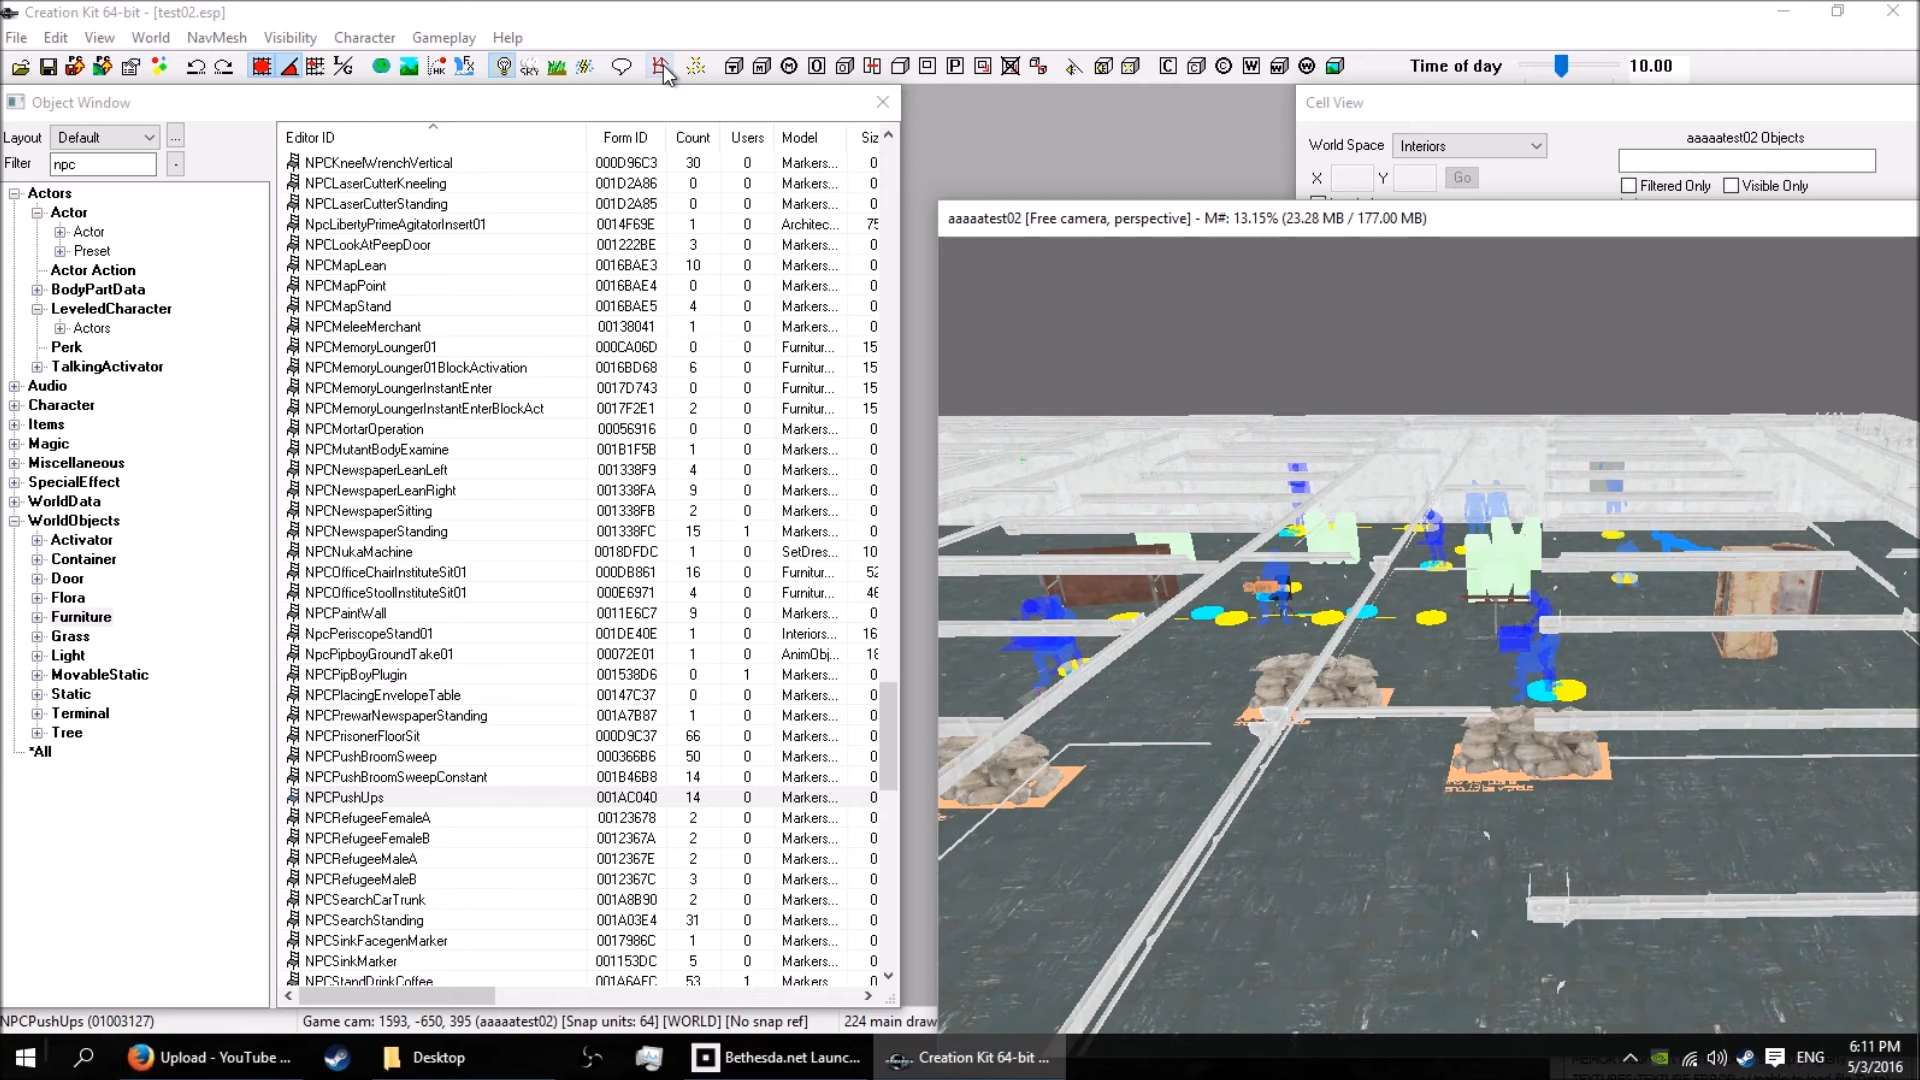 Creation Kit 64-bit - [test02.esp]
File Edit View World NavMesh Visibility Character Gameplay Help
Time of day 10.00
Object Window
Layout Default ...
Filter npc -
Actors
Actor
Actor
Preset
Actor Action
BodyPartData
LeveledCharacter
Actors
Perk
TalkingActivator
Audio
Character
Items
Magic
Miscellaneous
SpecialEffect
WorldData
WorldObjects
Activator
Container
Door
Flora
Furniture
Grass
Light
MovableStatic
Static
Terminal
Tree
*All
Editor ID Form ID Count Users Model Siz
NPCKneelWrenchVertical 000D96C3 30 0 Markers... 0
NPCLaserCutterKneeling 001D2A86 0 0 Markers... 0
NPCLaserCutterStanding 001D2A85 0 0 Markers... 0
NpcLibertyPrimeAgitatorInsert01 0014F69E 1 0 Architec... 75
NPCLookAtPeepDoor 001222BE 3 0 Markers... 0
NPCMapLean 0016BAE3 10 0 Markers... 0
NPCMapPoint 0016BAE4 0 0 Markers... 0
NPCMapStand 0016BAE5 4 0 Markers... 0
NPCMeleeMerchant 00138041 1 0 Markers... 0
NPCMemoryLounger01 000CA06D 0 0 Furnitur... 15
NPCMemoryLounger01BlockActivation 0016BD68 6 0 Furnitur... 15
NPCMemoryLoungerInstantEnter 0017D743 0 0 Furnitur... 15
NPCMemoryLoungerInstantEnterBlockAct 0017F2E1 2 0 Furnitur... 15
NPCMortarOperation 00056916 0 0 Markers... 0
NPCMutantBodyExamine 001B1F5B 1 0 Markers... 0
NPCNewspaperLeanLeft 001338F9 4 0 Markers... 0
NPCNewspaperLeanRight 001338FA 9 0 Markers... 0
NPCNewspaperSitting 001338FB 2 0 Markers... 0
NPCNewspaperStanding 001338FC 15 1 Markers... 0
NPCNukaMachine 0018DFDC 1 0 SetDres... 10
NPCOfficeChairInstituteSit01 000DB861 16 0 Furnitur... 52
NPCOfficeStoolInstituteSit01 000E6971 4 0 Furnitur... 46
NPCPaintWall 0011E6C7 9 0 Markers... 0
NpcPeriscopeStand01 001DE40E 1 0 Interiors... 16
NpcPipboyGroundTake01 00072E01 1 0 AnimObj... 18
NPCPipBoyPlugin 001538D6 0 1 Markers... 0
NPCPlacingEnvelopeTable 00147C37 0 0 Markers... 0
NPCPrewarNewspaperStanding 001A7B87 1 0 Markers... 0
NPCPrisonerFloorSit 000D9C37 66 0 Markers... 0
NPCPushBroomSweep 000366B6 50 0 Markers... 0
NPCPushBroomSweepConstant 001B46B8 14 0 Markers... 0
NPCPushUps 001AC040 14 0 Markers... 0
NPCRefugeeFemaleA 00123678 2 0 Markers... 0
NPCRefugeeFemaleB 0012367A 2 0 Markers... 0
NPCRefugeeMaleA 0012367E 2 0 Markers... 0
NPCRefugeeMaleB 0012367C 3 0 Markers... 0
NPCSearchCarTrunk 001A8B90 2 0 Markers... 0
NPCSearchStanding 001A03E4 31 0 Markers... 0
NPCSinkFacegenMarker 0017986C 1 0 Markers... 0
NPCSinkMarker 001153DC 5 0 Markers... 0
NPCStandDrinkCoffee 001A6AFC 53 1 Markers 0
Cell View
World Space Interiors
X Y Go
aaaaatest02 Objects
Filtered Only Visible Only
aaaaatest02 [Free camera, perspective] - M#: 13.15% (23.28 MB / 177.00 MB)
NPCPushUps (01003127) Game cam: 1593, -650, 395 (aaaaatest02) [Snap units: 64] [WORLD] [No snap ref] 224 main draw
Upload - YouTube ... Desktop Bethesda.net Launc... Creation Kit 64-bit ... ENG 6:11 PM
5/3/2016